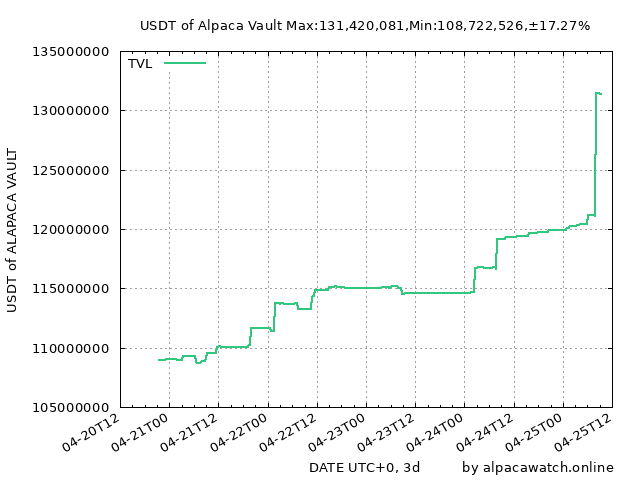 USDT of Alpaca Vault Max:131,420,081,Min:108,722,526,±17.27%
TVL
135000000
130000000
125000000
120000000
115000000
110000000
105000000
USDT of ALAPACA VAULT
04-20T12
04-21T00
04-21T12
04-22T00
04-22T12
04-23T00
04-23T12
04-24T00
04-24T12
04-25T00
04-25T12
DATE UTC+0, 3d
by alpacawatch.online